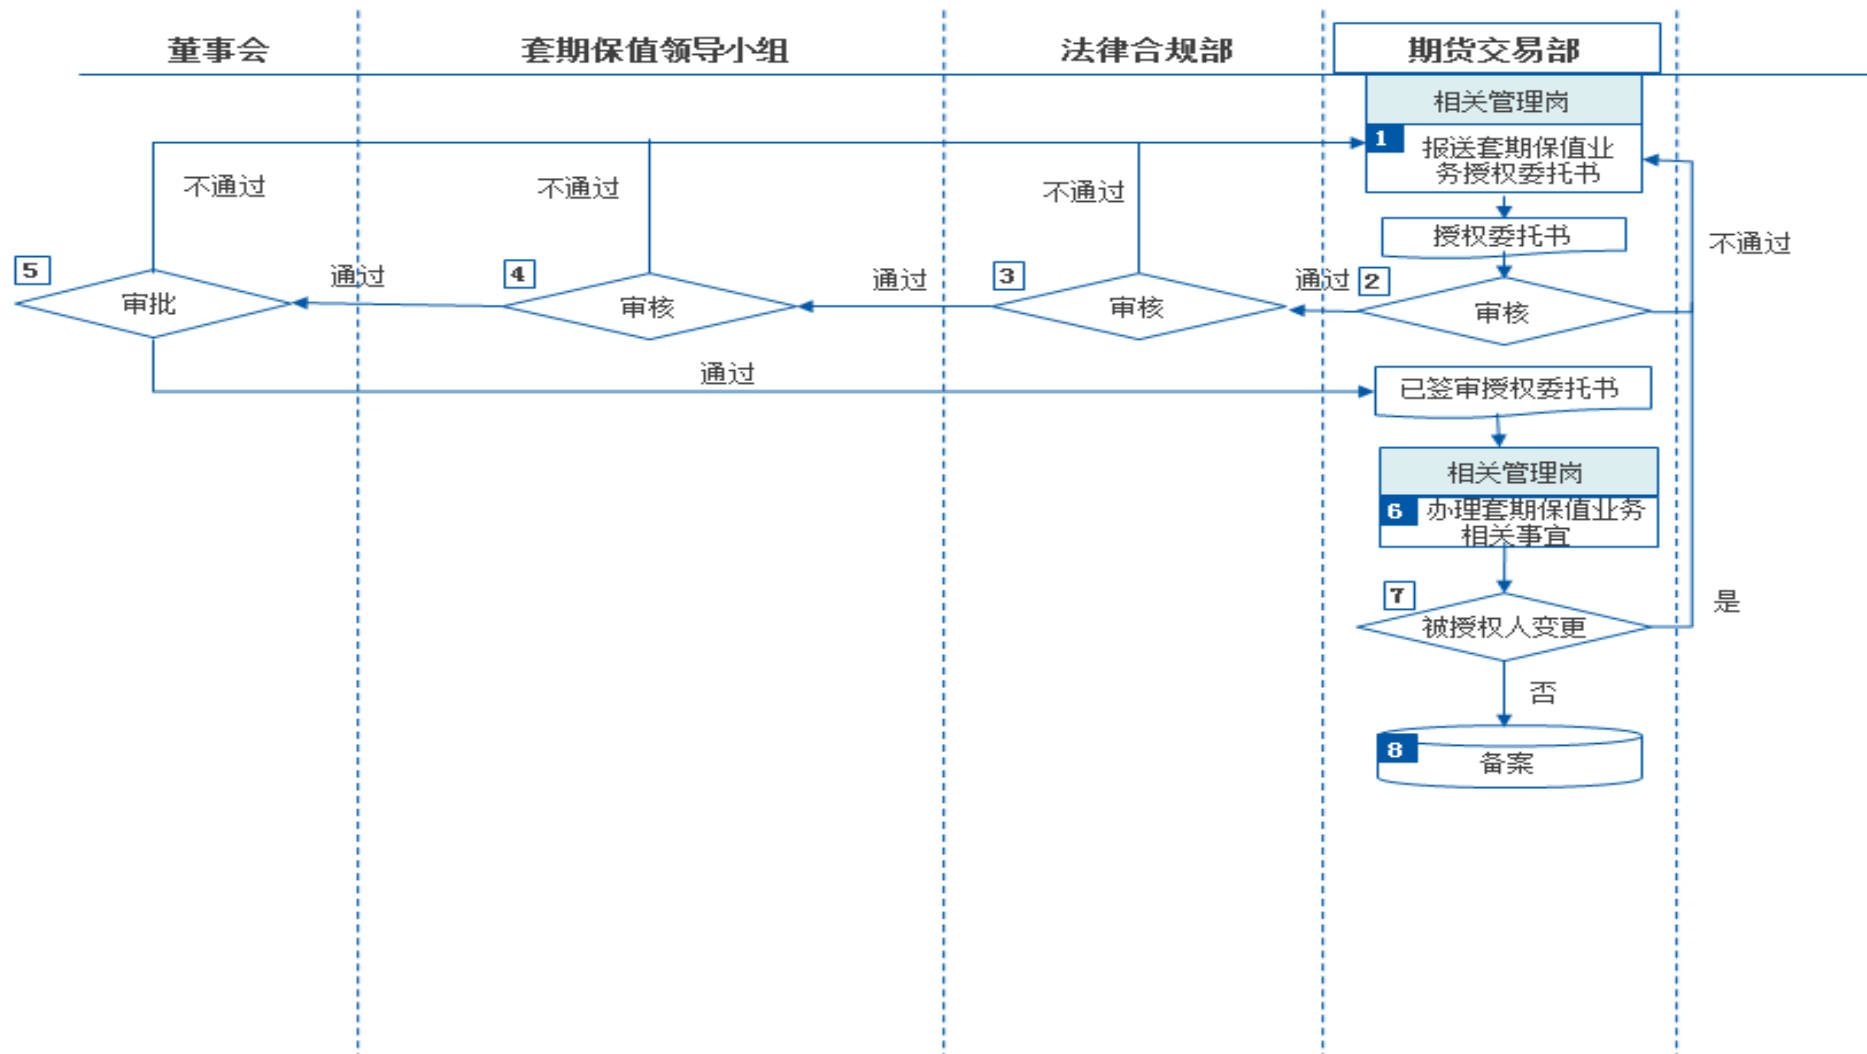 董事会
套期保值领导小组
法律合规部
期货交易部
相关管理岗
1
报送套期保值业
务授权委托书
不通过
不通过
不通过
授权委托书
不通过
5
通过
4
通过
3
通过
2
审批
审核
审核
审核
通过
已签审授权委托书
相关管理岗
6
办理套期保值业务
相关事宜
7
是
被授权人变更
否
8
备案